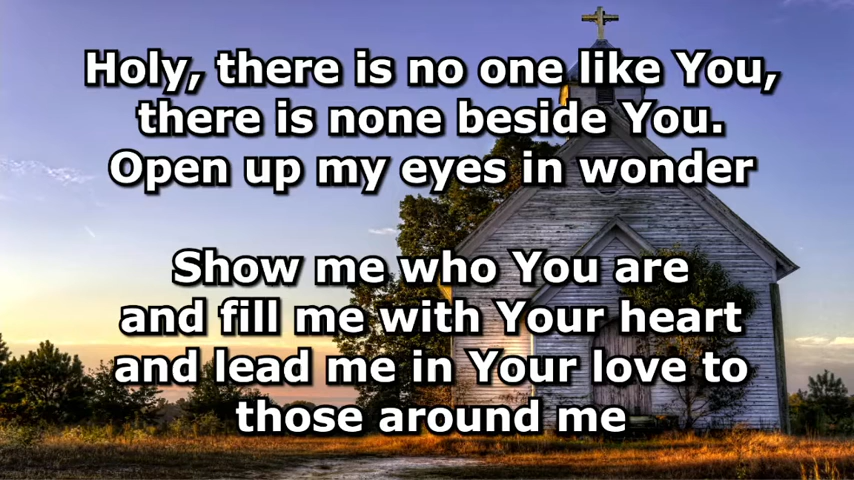 Holy, there is no one like You,
there is none beside You.
Open up my eyes in wonder
Show me who You are
and fill me with Your heart
and lead me in Your love to
those around me